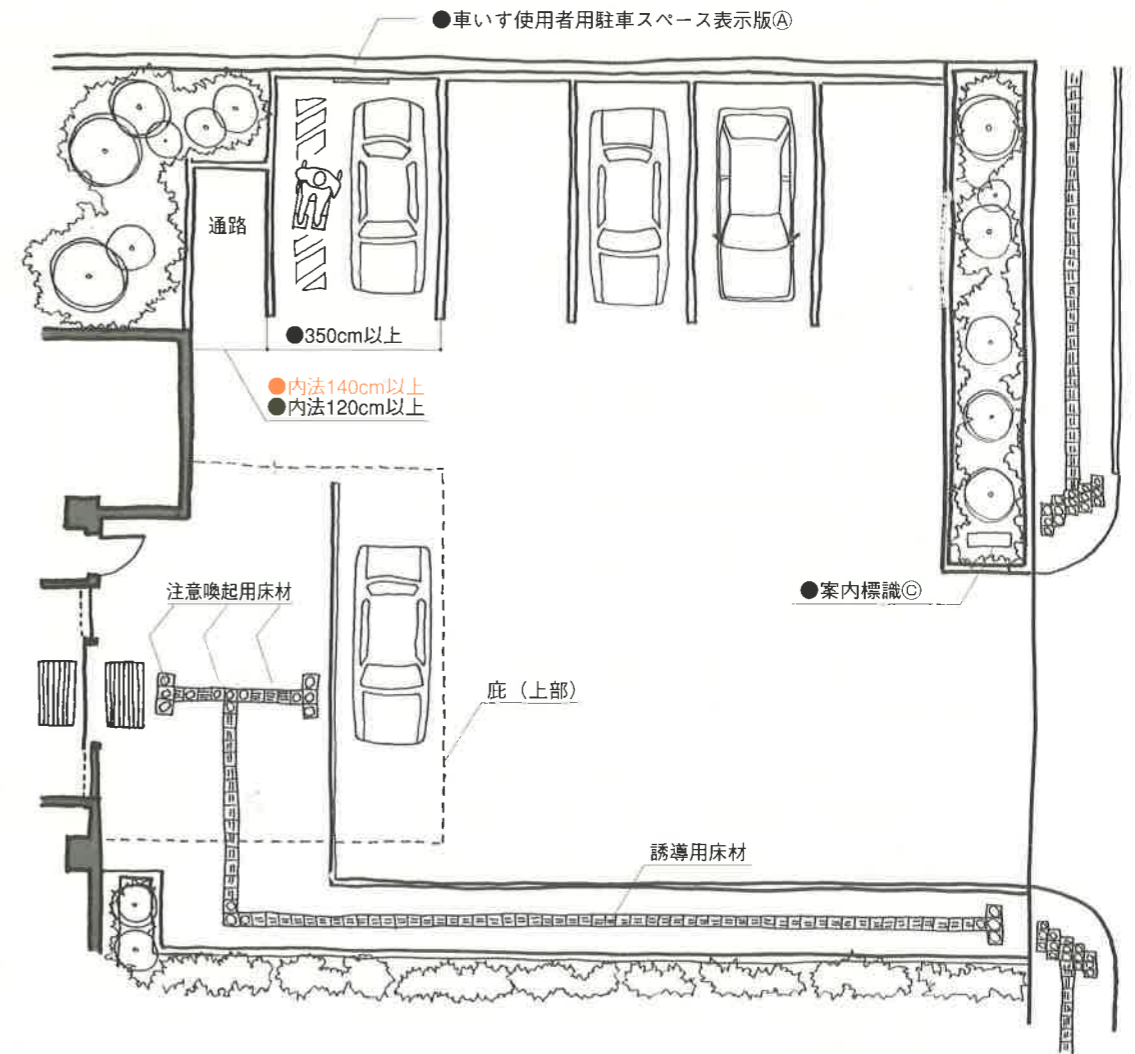 ●車いす使用者用駐車スペース表示版Ⓐ
通路
●350cm以上
●内法140cm以上
●内法120cm以上
注意喚起用床材
●案内標識Ⓒ
庇（上部）
誘導用床材